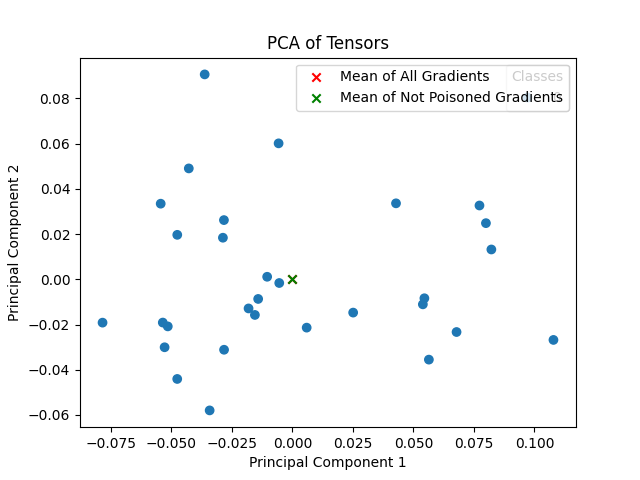 PCA of Tensors
Mean of All Gradients
Mean of Not Poisoned Gradients
Classes
Principal Component 2
0.08
0.06
0.04
0.02
0.00
−0.02
−0.04
−0.06
−0.075
−0.050
−0.025
0.000
0.025
0.050
0.075
0.100
Principal Component 1